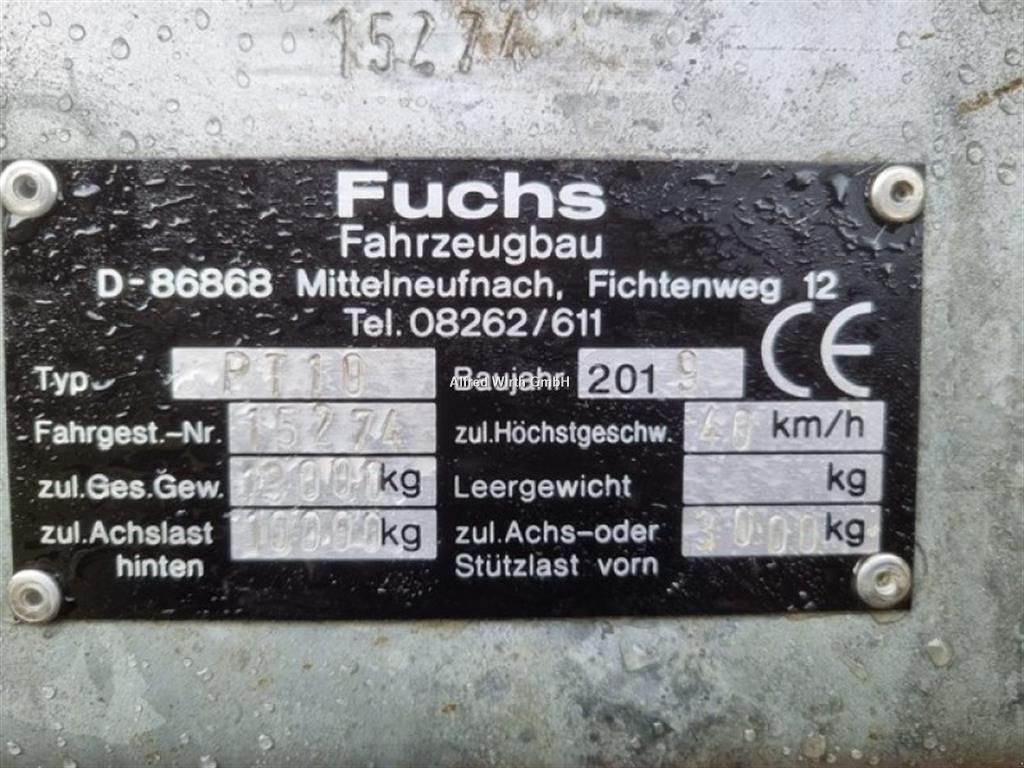 15274
Fuchs
Fahrzeugbau
D-86868 Mittelneufnach, Fichtenweg 12
Tel. 08262/611
CE
Typ PT10 Baujahr 2019
Alfred Wirth GmbH
Fahrgest.-Nr. 15274 zul.Höchstgeschw. 40 km/h
zul.Ges.Gew. kg Leergewicht kg
zul.Achslast hinten 10000 kg zul.Achs-oder Stützlast vorn 3000 kg